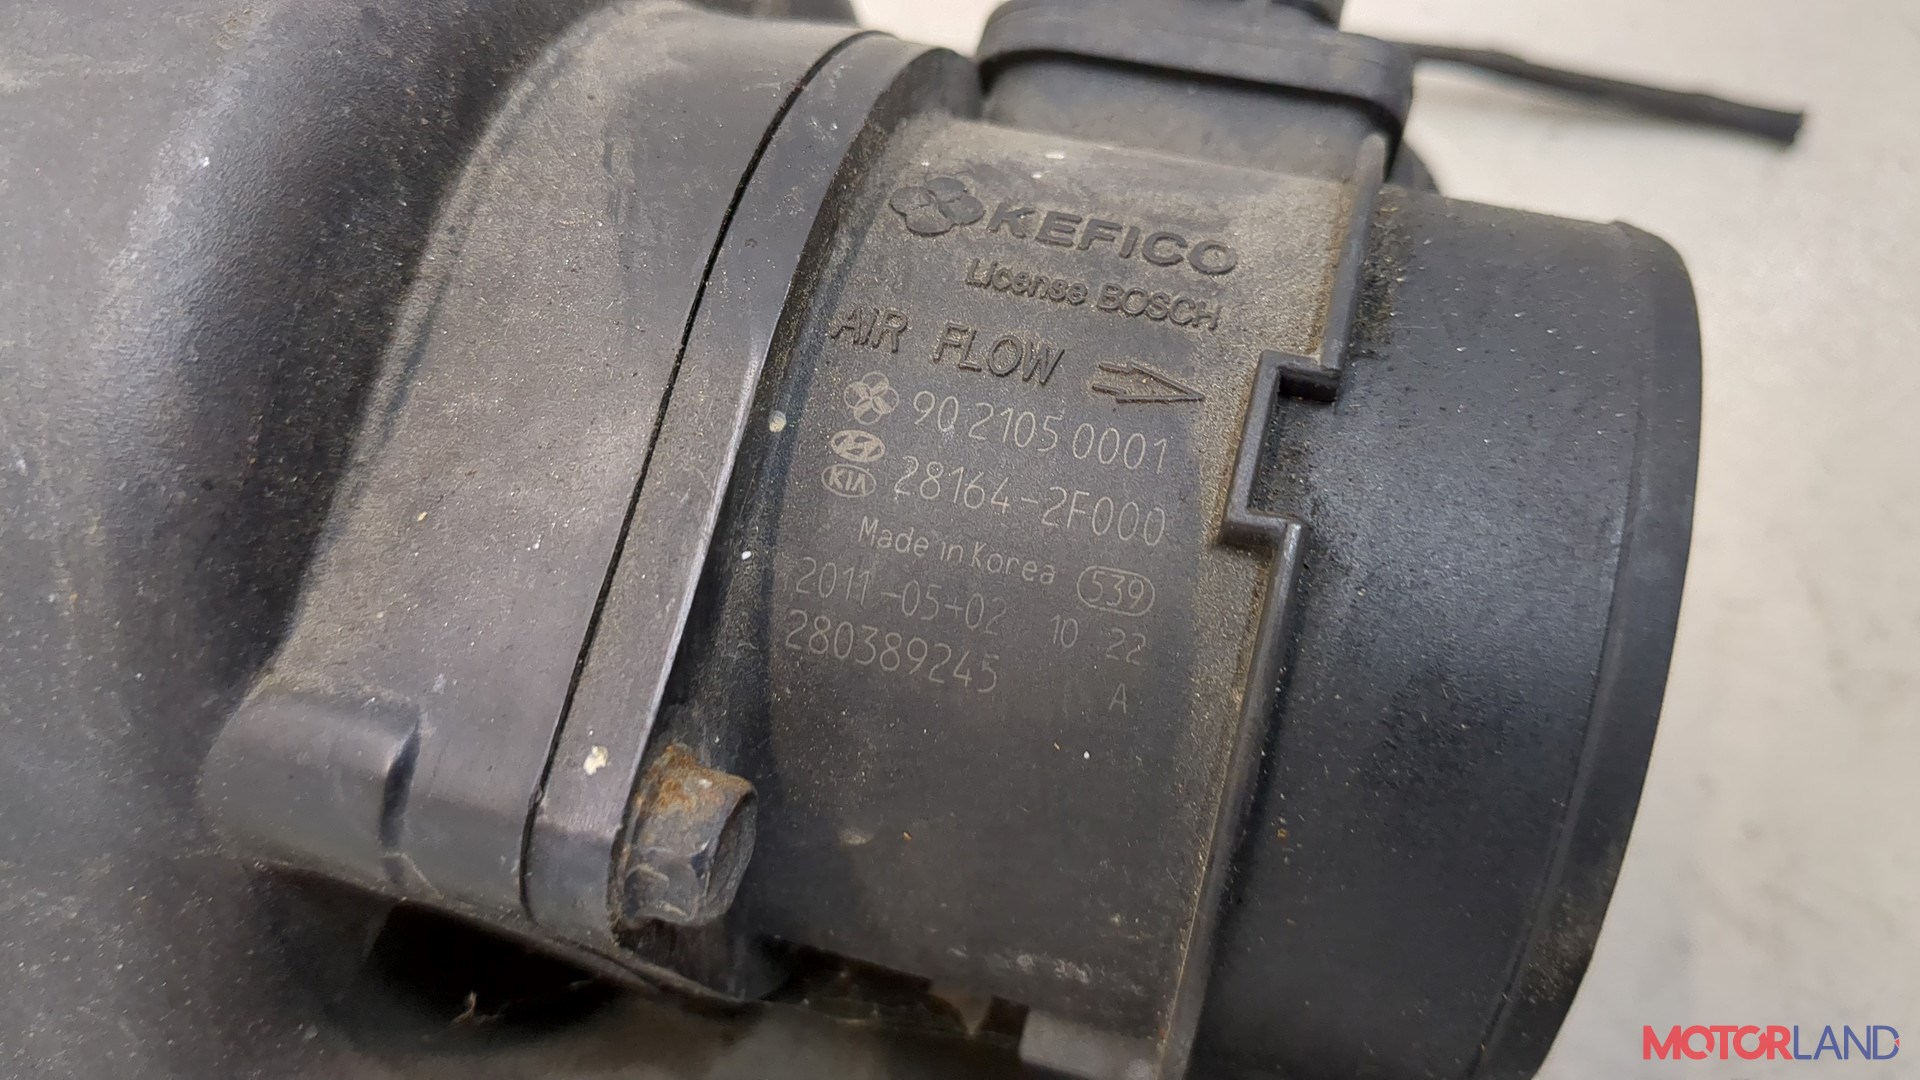 KEFICO
License BOSCH
AIR FLOW
90 2105 0001
28164-2F000
KIA
Made in Korea 539
2011-05-02 10 22
280389245 A
MOTORLAND